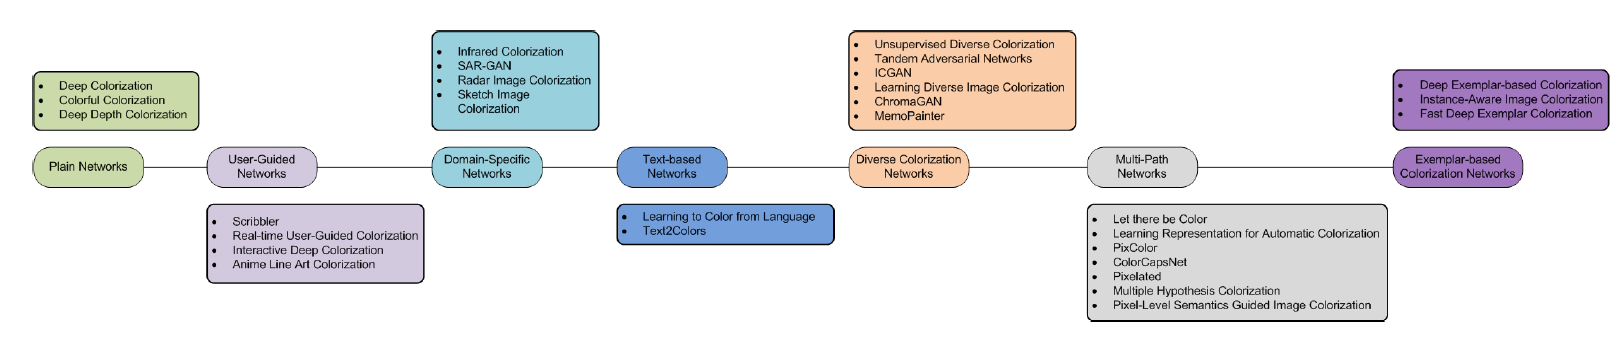 Plain Networks
• Deep Colorization
• Colorful Colorization
• Deep Depth Colorization
User-Guided
Networks
• Scribbler
• Real-time User-Guided Colorization
• Interactive Deep Colorization
• Anime Line Art Colorization
Domain-Specific
Networks
• Infrared Colorization
• SAR-GAN
• Radar Image Colorization
• Sketch Image
Colorization
Text-based
Networks
• Learning to Color from Language
• Text2Colors
Diverse Colorization
Networks
• Unsupervised Diverse Colorization
• Tandem Adversarial Networks
• ICGAN
• Learning Diverse Image Colorization
• ChromaGAN
• MemoPainter
Multi-Path
Networks
• Let there be Color
• Learning Representation for Automatic Colorization
• PixColor
• ColorCapsNet
• Pixelated
• Multiple Hypothesis Colorization
• Pixel-Level Semantics Guided Image Colorization
Exemplar-based
Colorization Networks
• Deep Exemplar-based Colorization
• Instance-Aware Image Colorization
• Fast Deep Exemplar Colorization